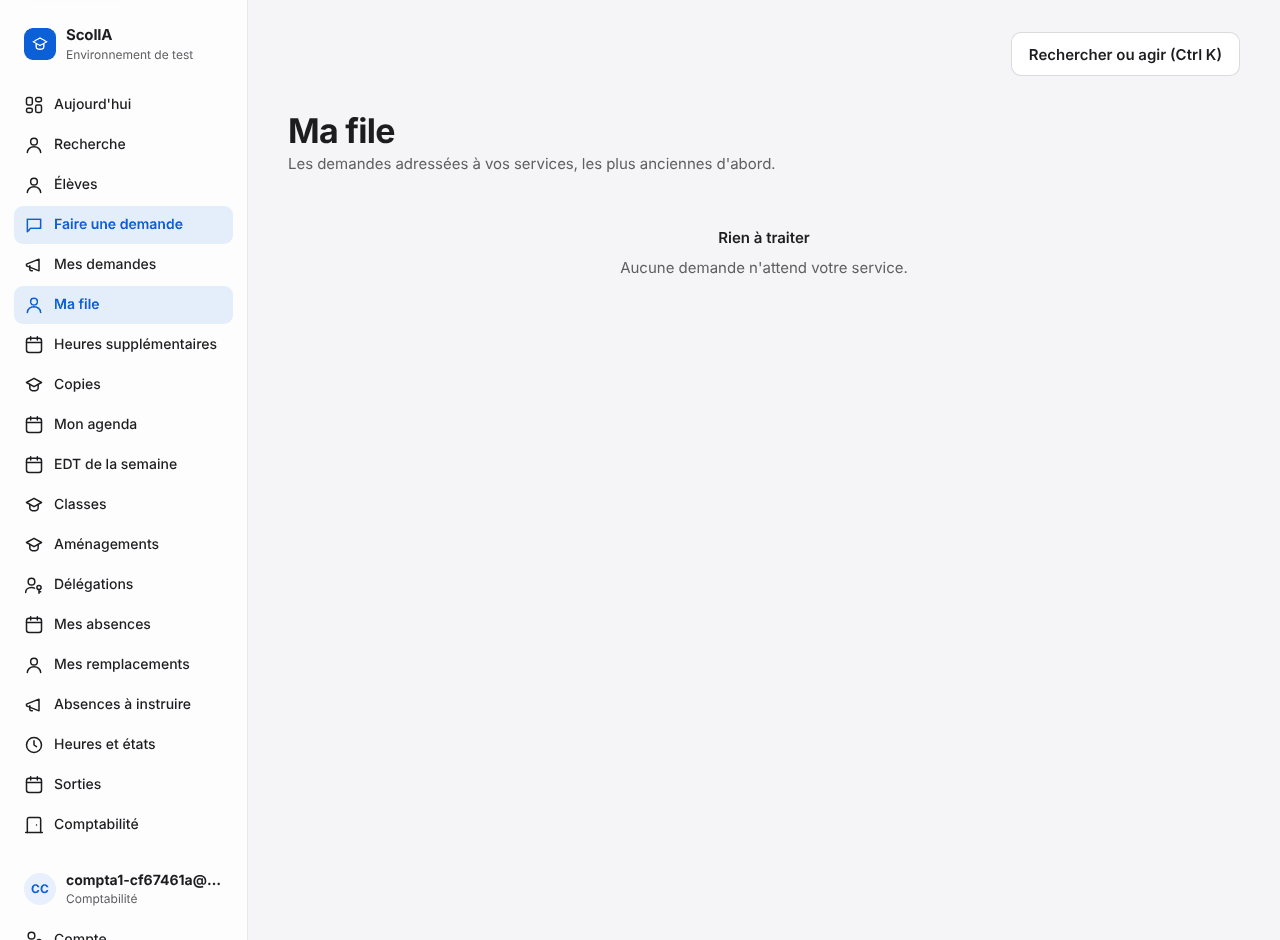 ScolIA
Environnement de test
Aujourd'hui
Recherche
Élèves
Faire une demande
Mes demandes
Ma file
Heures supplémentaires
Copies
Mon agenda
EDT de la semaine
Classes
Aménagements
Délégations
Mes absences
Mes remplacements
Absences à instruire
Heures et états
Sorties
Comptabilité
CC
compta1-cf67461a@...
Comptabilité
Compte
Rechercher ou agir (Ctrl K)
Ma file
Les demandes adressées à vos services, les plus anciennes d'abord.
Rien à traiter
Aucune demande n'attend votre service.